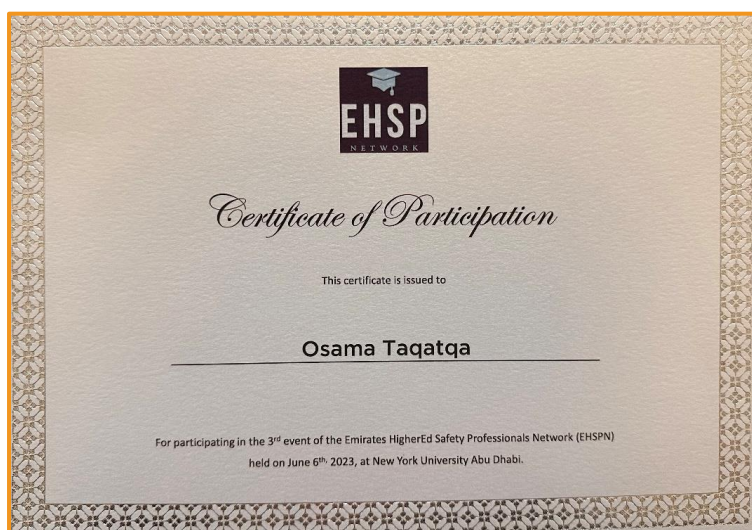 EHSP
NETWORK
Certificate of Participation
This certificate is issued to
Osama Taqatqa
For participating in the 3rd event of the Emirates HigherEd Safety Professionals Network (EHSPN)
held on June 6th, 2023, at New York University Abu Dhabi.